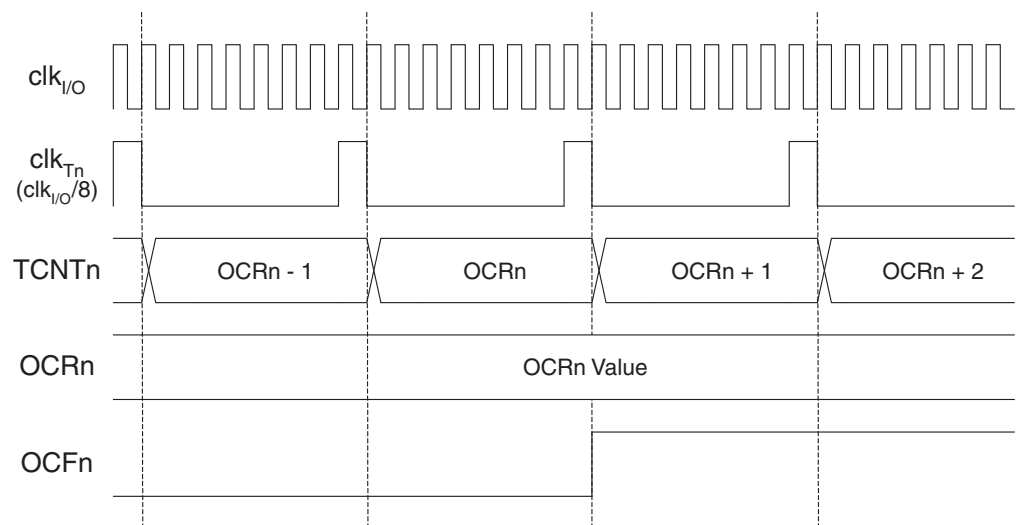 clkI/O
clkTn
(clkI/O/8)
TCNTn
OCRn - 1
OCRn
OCRn + 1
OCRn + 2
OCRn
OCRn Value
OCFn